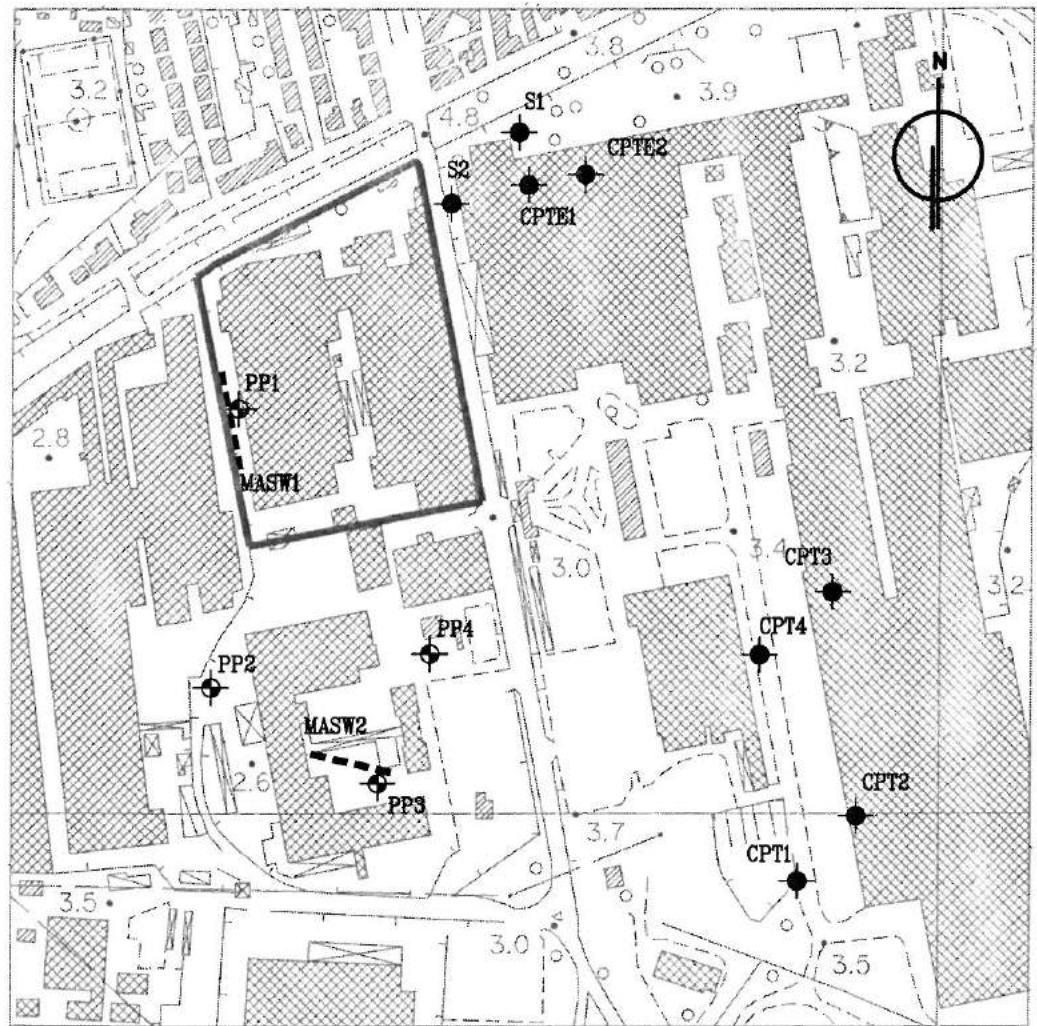 3.8
N
3.2
3.9
S1
4.8
CPTE2
S2
CPTE1
3.2
PP1
2.8
MASW1
3.4
3.0
CPT3
3.2
PP4
CPT4
PP2
MASW2
2.6
PP3
CPT2
3.7
CPT1
3.5
3.0
3.5